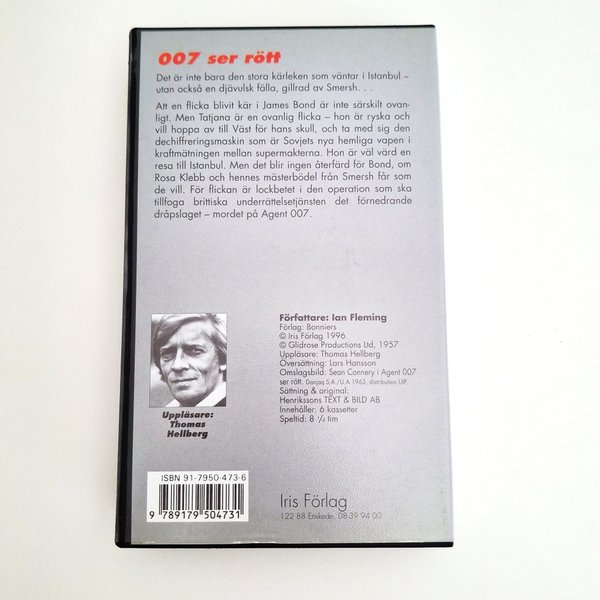 007 ser rött
Det är inte bara den stora kärleken som väntar i Istanbul –
utan också en djävulsk fälla, gillrad av Smersh. . .
Att en flicka blivit kär i James Bond är inte särskilt ovan-
ligt. Men Tatjana är en ovanlig flicka – hon är ryska och
vill hoppa av till Väst för hans skull, och ta med sig den
dechiffreringsmaskin som är Sovjets nya hemliga vapen i
kraftmätningen mellan supermakterna. Hon är väl värd en
resa till Istanbul. Men det blir ingen återfärd för Bond, om
Rosa Klebb och hennes mästerbödel från Smersh får som
de vill. För flickan är lockbetet i den operation som ska
tillfoga brittiska underrättelsetjänsten det förnedrande
dråpslaget – mordet på Agent 007.
Uppläsare:
Thomas
Hellberg
Författare: Ian Fleming
Förlag: Bonniers
© Iris Förlag 1996
© Glidrose Productions Ltd, 1957
Uppläsare: Thomas Hellberg
Översättning: Lars Hansson
Omslagsbild: Sean Connery i Agent 007
ser rött. Danjaq S.A./U.A 1963, distribution UIP.
Sättning & original:
Henrikssons TEXT & BILD AB
Innehåller: 6 kassetter
Speltid: 8 tim
ISBN 91-7950-473-6
9 789179 504731
Iris Förlag
122 88 Enskede, 08-39 94 00